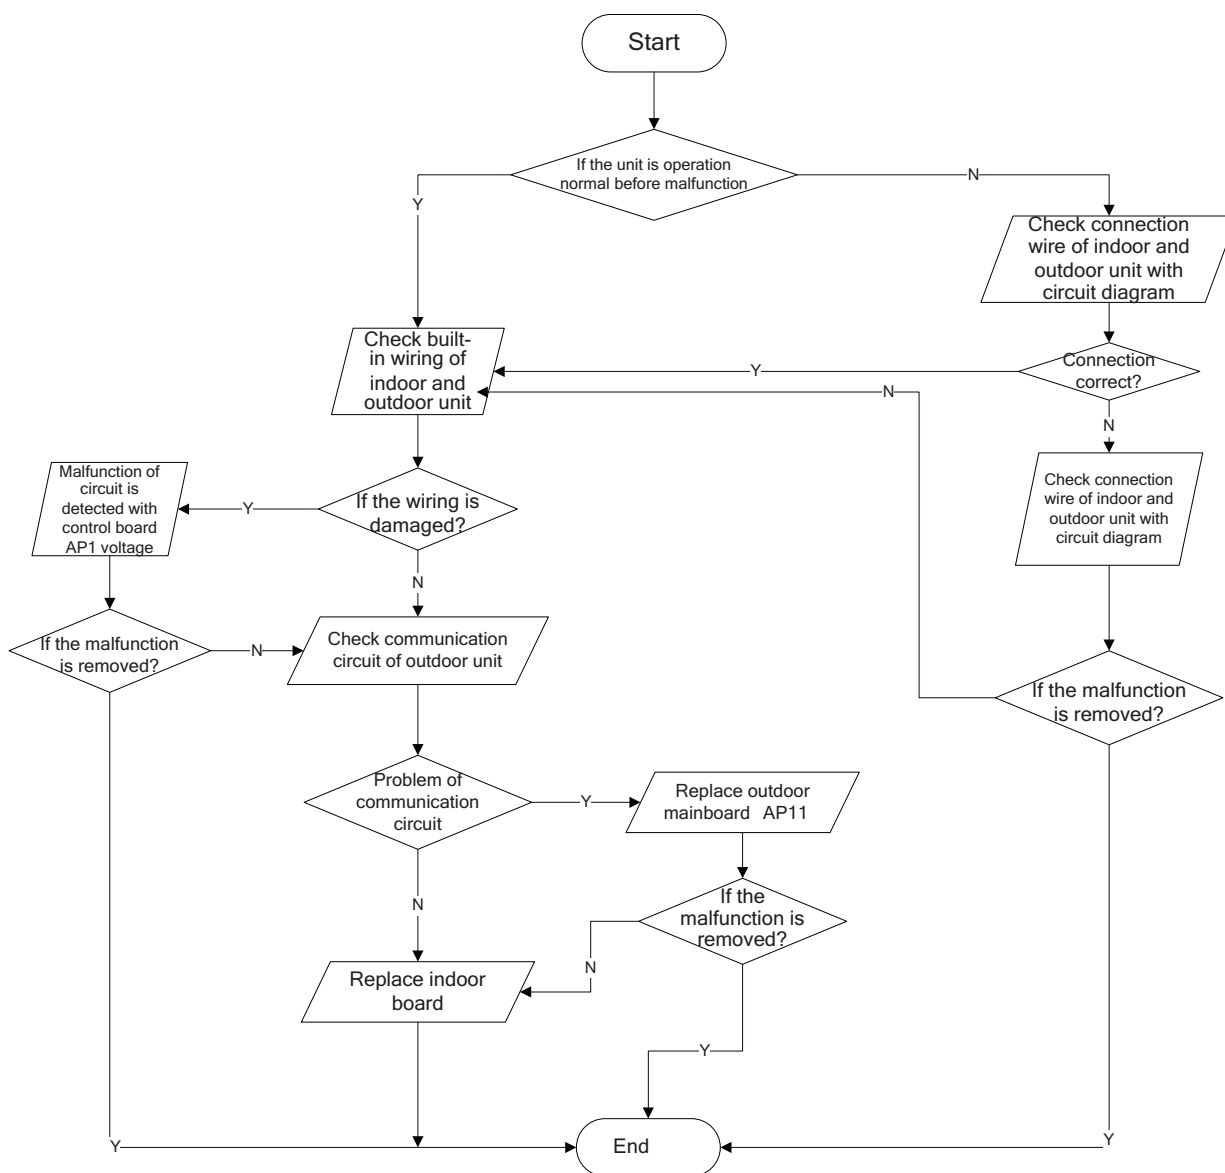 Start
If the unit is operation
normal before malfunction
Y
N
Check connection
wire of indoor and
outdoor unit with
circuit diagram
Check built-
in wiring of
indoor and
outdoor unit
Y
Connection
correct?
N
N
Malfunction of
circuit is
detected with
control board
AP1 voltage
Y
If the wiring is
damaged?
Check connection
wire of indoor and
outdoor unit with
circuit diagram
N
If the malfunction
is removed?
N
Check communication
circuit of outdoor unit
If the malfunction
is removed?
Problem of
communication
circuit
Y
Replace outdoor
mainboard AP11
N
If the
malfunction is
removed?
N
Replace indoor
board
Y
Y
End
Y